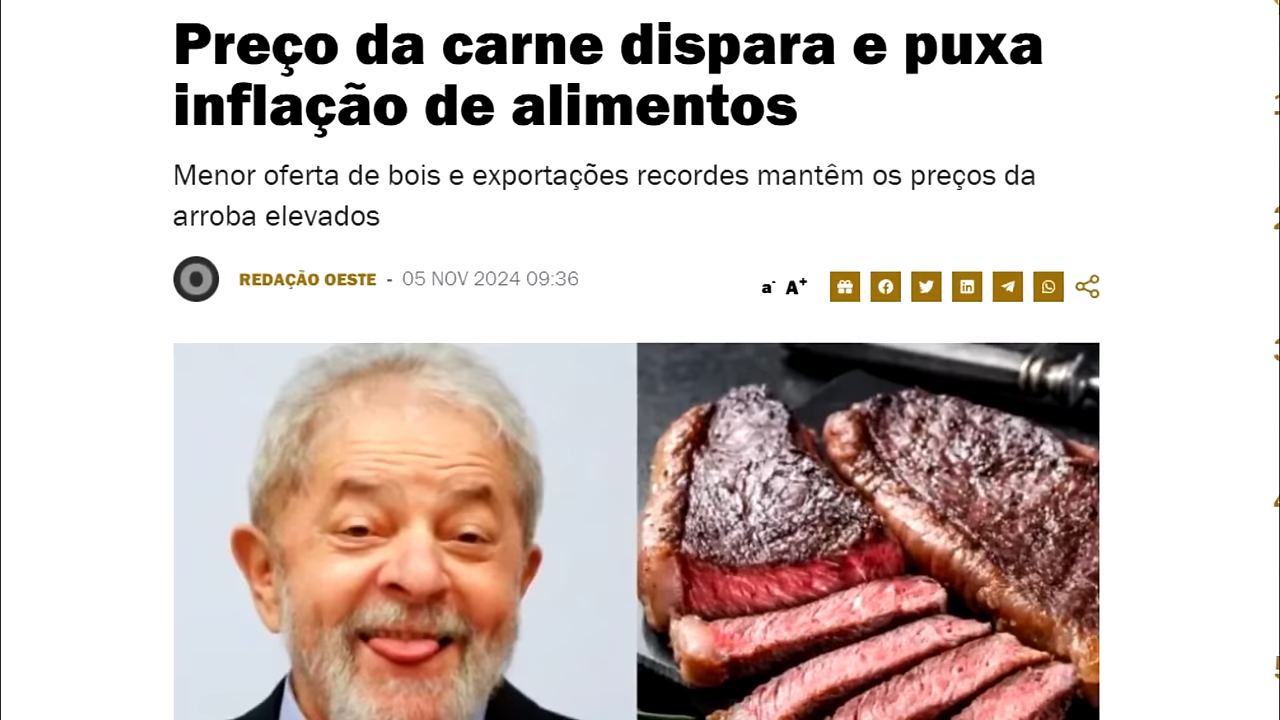 Preço da carne dispara e puxa
inflação de alimentos
Menor oferta de bois e exportações recordes mantêm os preços da
arroba elevados
REDAÇÃO OESTE - 05 NOV 2024 09:36
a- A+